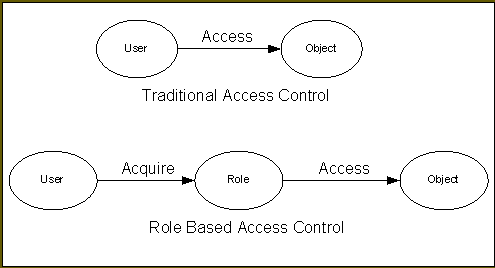 Access
User
Object
Traditional Access Control
Acquire
Access
User
Role
Object
Role Based Access Control